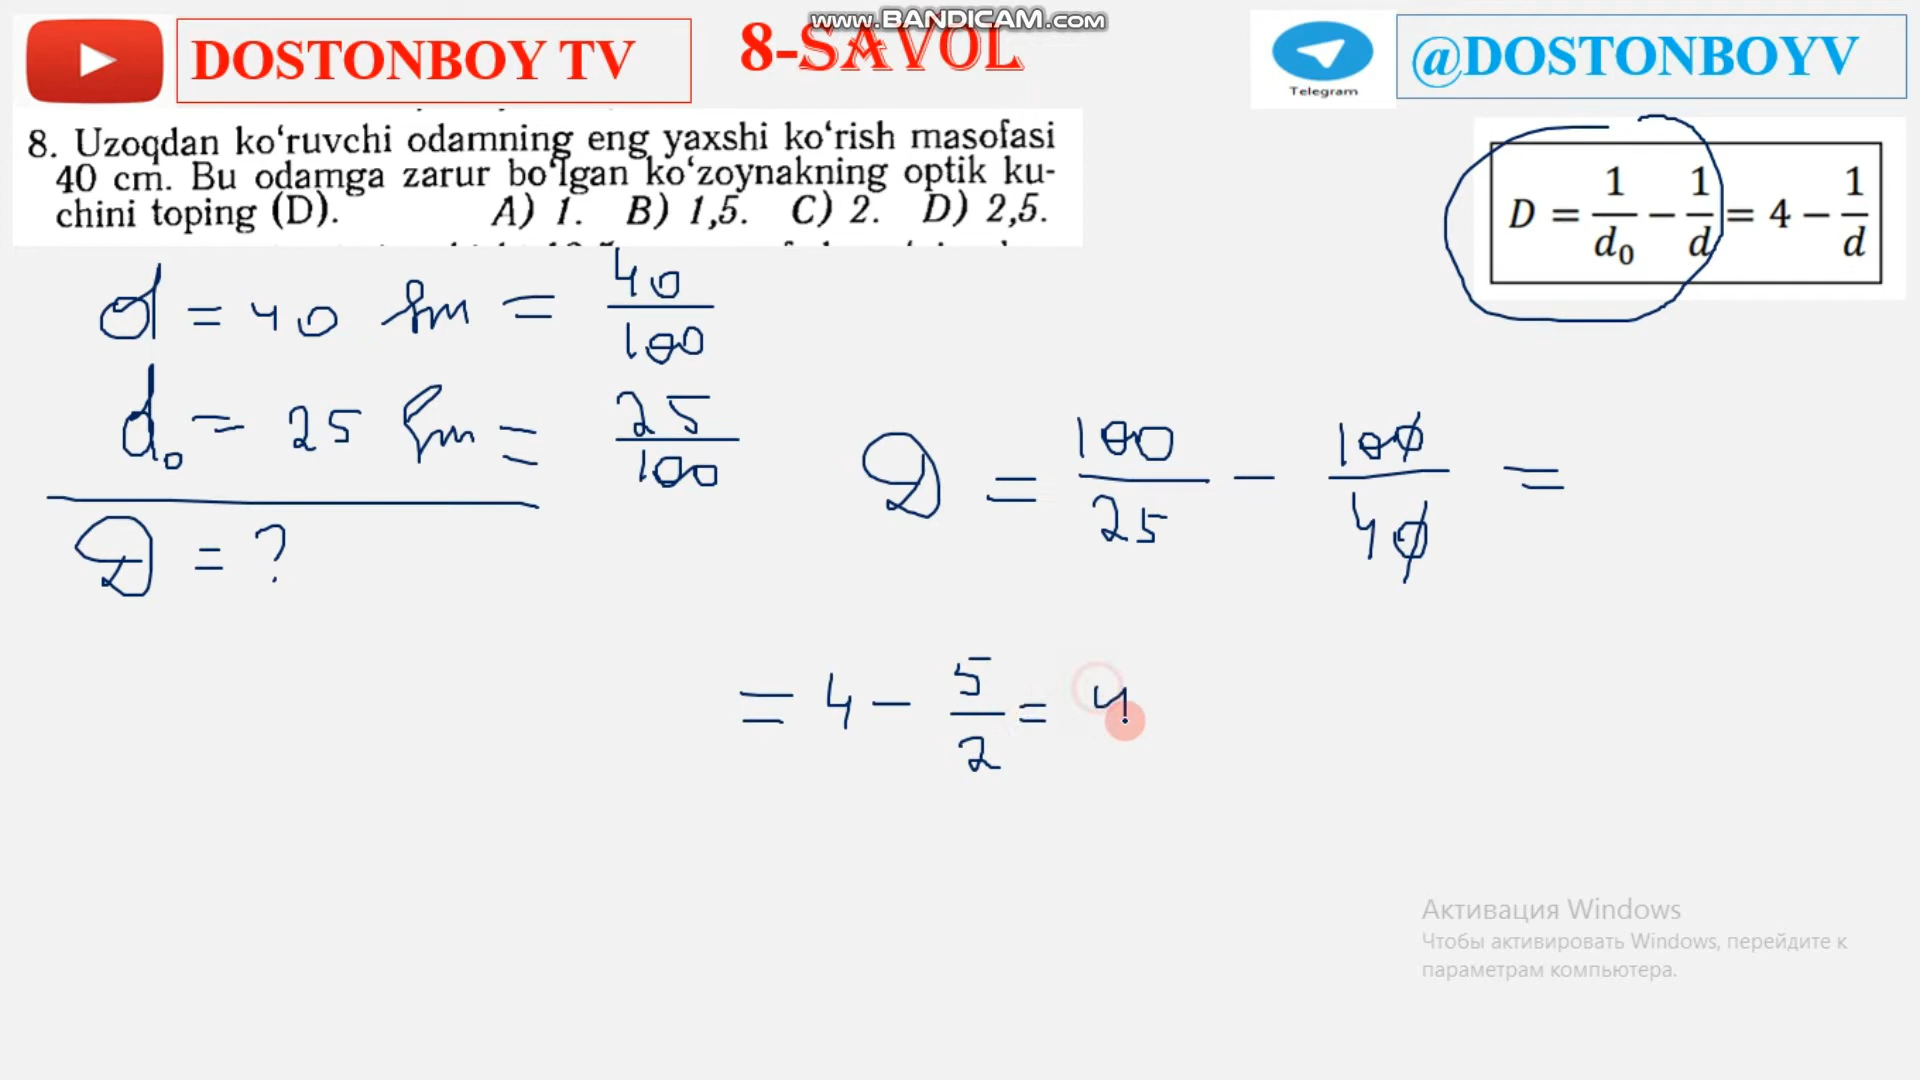 www.BANDICAM.com
DOSTONBOY TV
8-SAVOL
Telegram
@DOSTONBOYV
8. Uzoqdan ko‘ruvchi odamning eng yaxshi ko‘rish masofasi
40 cm. Bu odamga zarur bo‘lgan ko‘zoynakning optik ku-
chini toping (D). A) 1. B) 1,5. C) 2. D) 2,5.
D = 1/d₀ − 1/d = 4 − 1/d
d = 40 sm = 40/100
d₀ = 25 sm = 25/100
D = ?
D = 100/25 − 100/40 =
= 4 − 5/2 = 4
Активация Windows
Чтобы активировать Windows, перейдите к
параметрам компьютера.